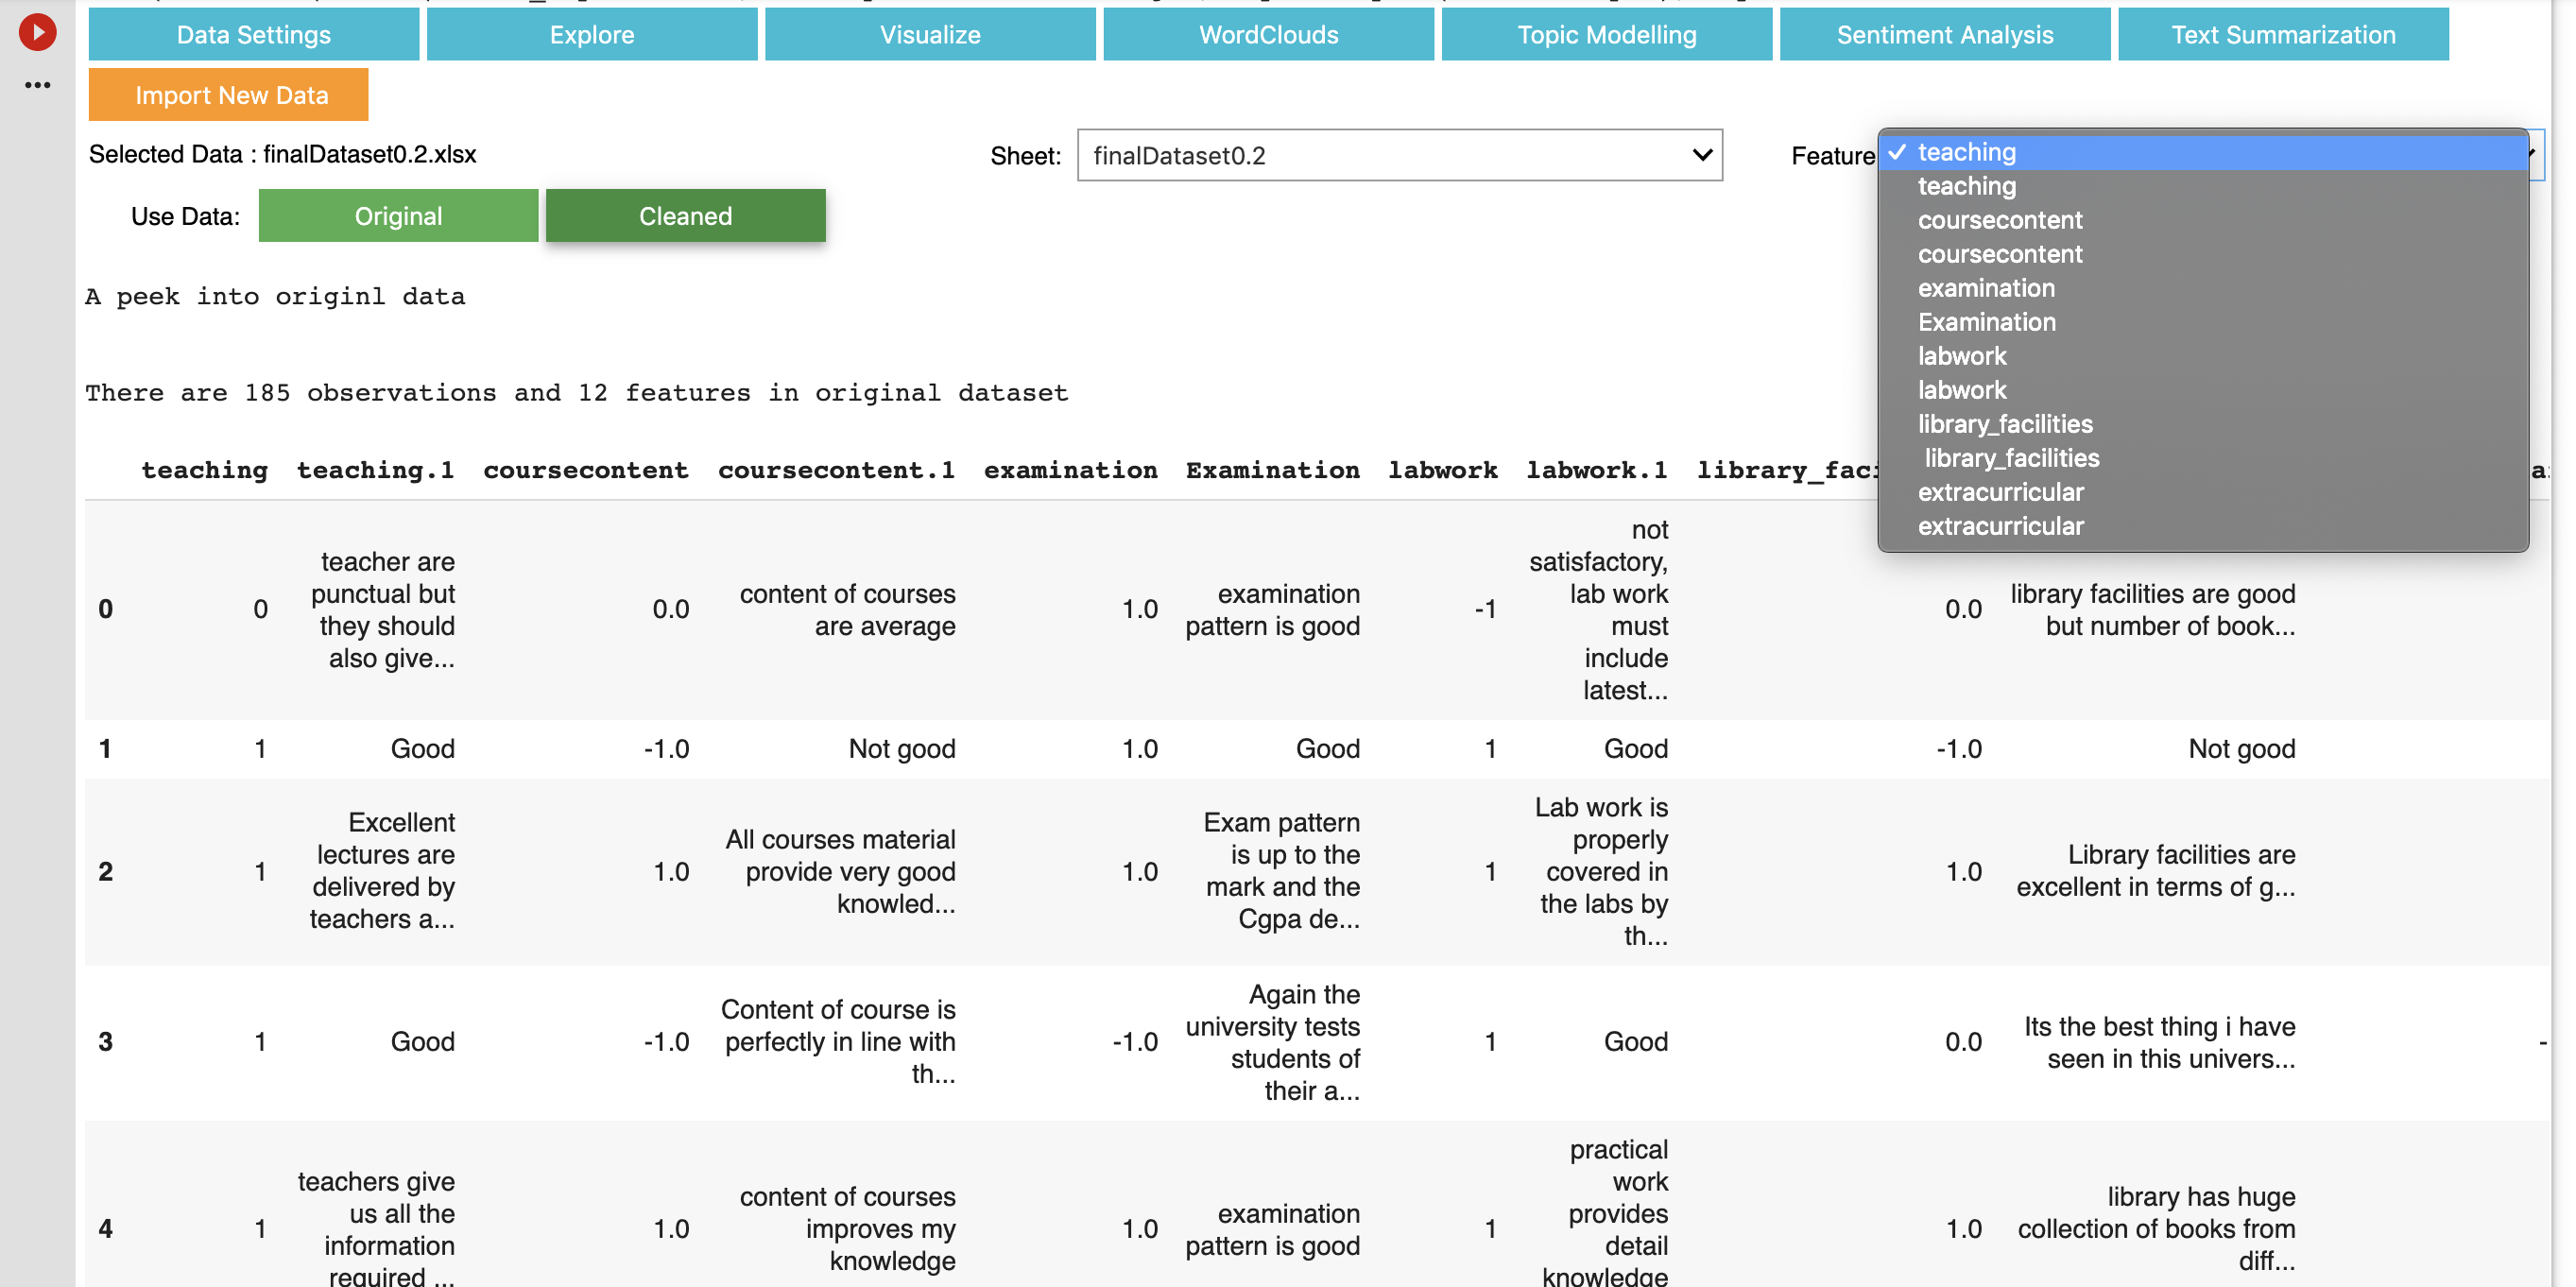 Data Settings Explore Visualize WordClouds Topic Modelling Sentiment Analysis Text Summarization
Import New Data
Selected Data : finalDataset0.2.xlsx Sheet: finalDataset0.2 Feature
Use Data: Original Cleaned
teaching
teaching
coursecontent
coursecontent
examination
Examination
labwork
labwork
library_facilities
library_facilities
extracurricular
extracurricular
A peek into originl data
There are 185 observations and 12 features in original dataset
teaching teaching.1 coursecontent coursecontent.1 examination Examination labwork labwork.1
0 0 teacher are punctual but they should also give... 0.0 content of courses are average 1.0 examination pattern is good -1 not satisfactory, lab work must include latest... 0.0 library facilities are good but number of book...
1 1 Good -1.0 Not good 1.0 Good 1 Good -1.0 Not good
2 1 Excellent lectures are delivered by teachers a... 1.0 All courses material provide very good knowled... 1.0 Exam pattern is up to the mark and the Cgpa de... 1 Lab work is properly covered in the labs by th... 1.0 Library facilities are excellent in terms of g...
3 1 Good -1.0 Content of course is perfectly in line with th... -1.0 Again the university tests students of their a... 1 Good 0.0 Its the best thing i have seen in this univers... -
4 1 teachers give us all the information required ... 1.0 content of courses improves my knowledge 1.0 examination pattern is good 1 practical work provides detail knowledge 1.0 library has huge collection of books from diff...